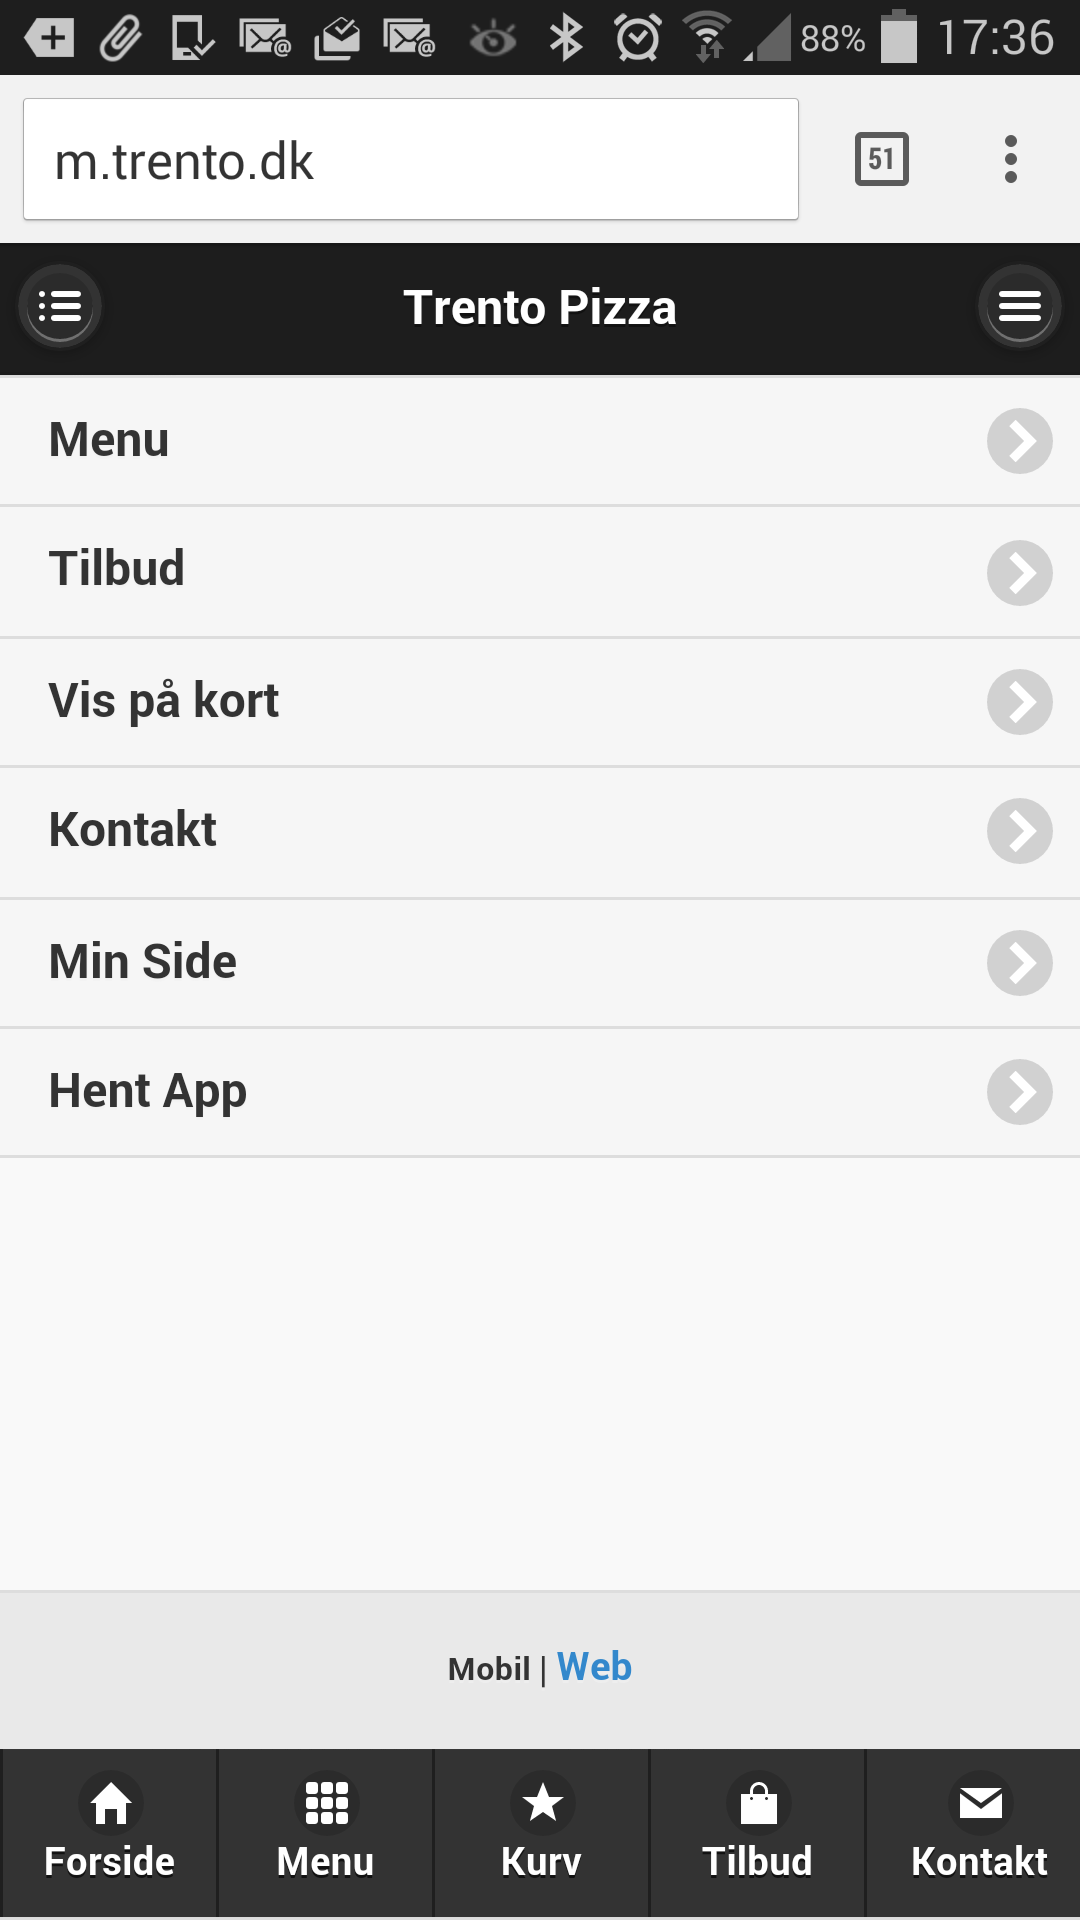 88% 17:36
m.trento.dk 51
Trento Pizza
Menu
Tilbud
Vis på kort
Kontakt
Min Side
Hent App
Mobil | Web
Forside Menu Kurv Tilbud Kontakt